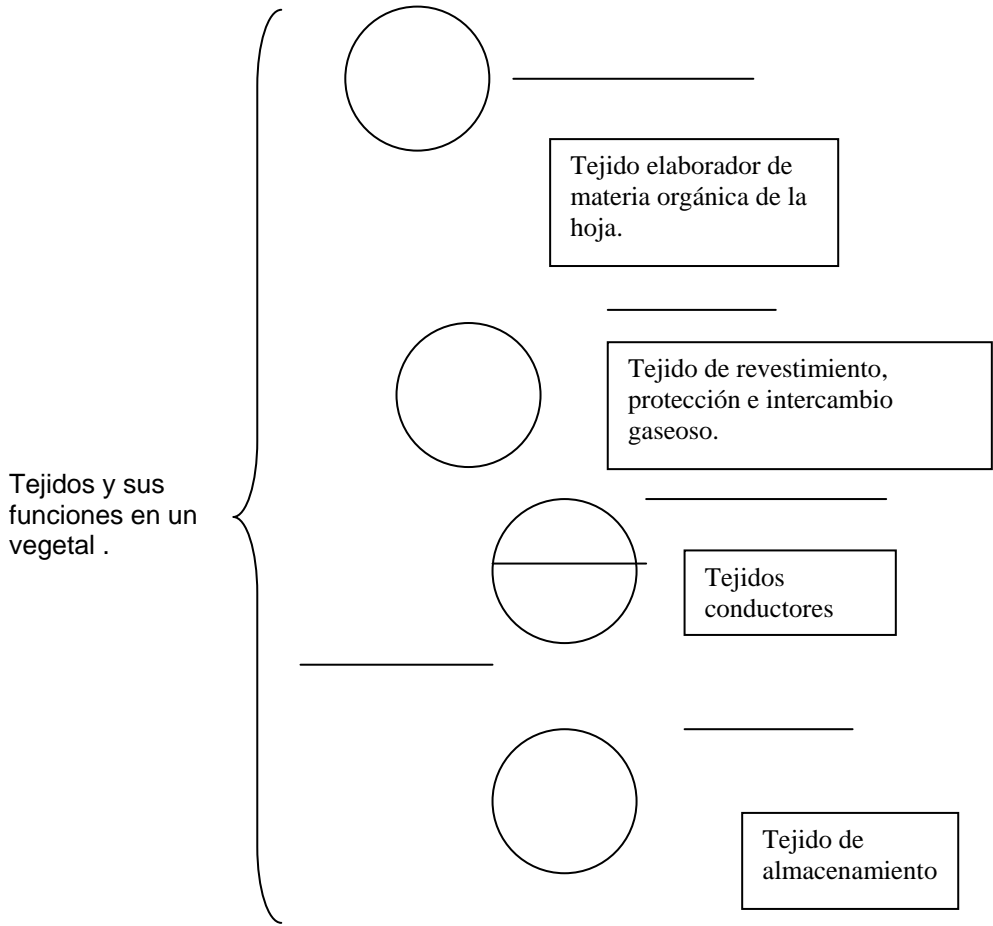 Tejido elaborador de
materia orgánica de la
hoja.
Tejido de revestimiento,
protección e intercambio
gaseoso.
Tejidos y sus
funciones en un
vegetal .
Tejidos
conductores
Tejido de
almacenamiento